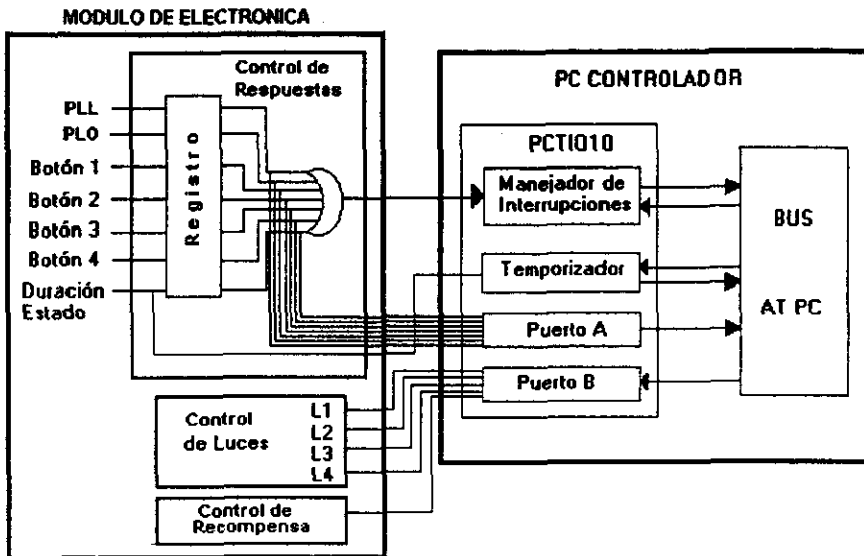 MODULO DE ELECTRONICA
Control de
Respuestas
PLL
PLO
Botón 1
Botón 2
Botón 3
Botón 4
Duración
Estado
Registro
Control
de Luces
L1
L2
L3
L4
Control de
Recompensa
PC CONTROLADOR
PCTIO10
Manejador de
Interrupciones
Temporizador
Puerto A
Puerto B
BUS
AT PC